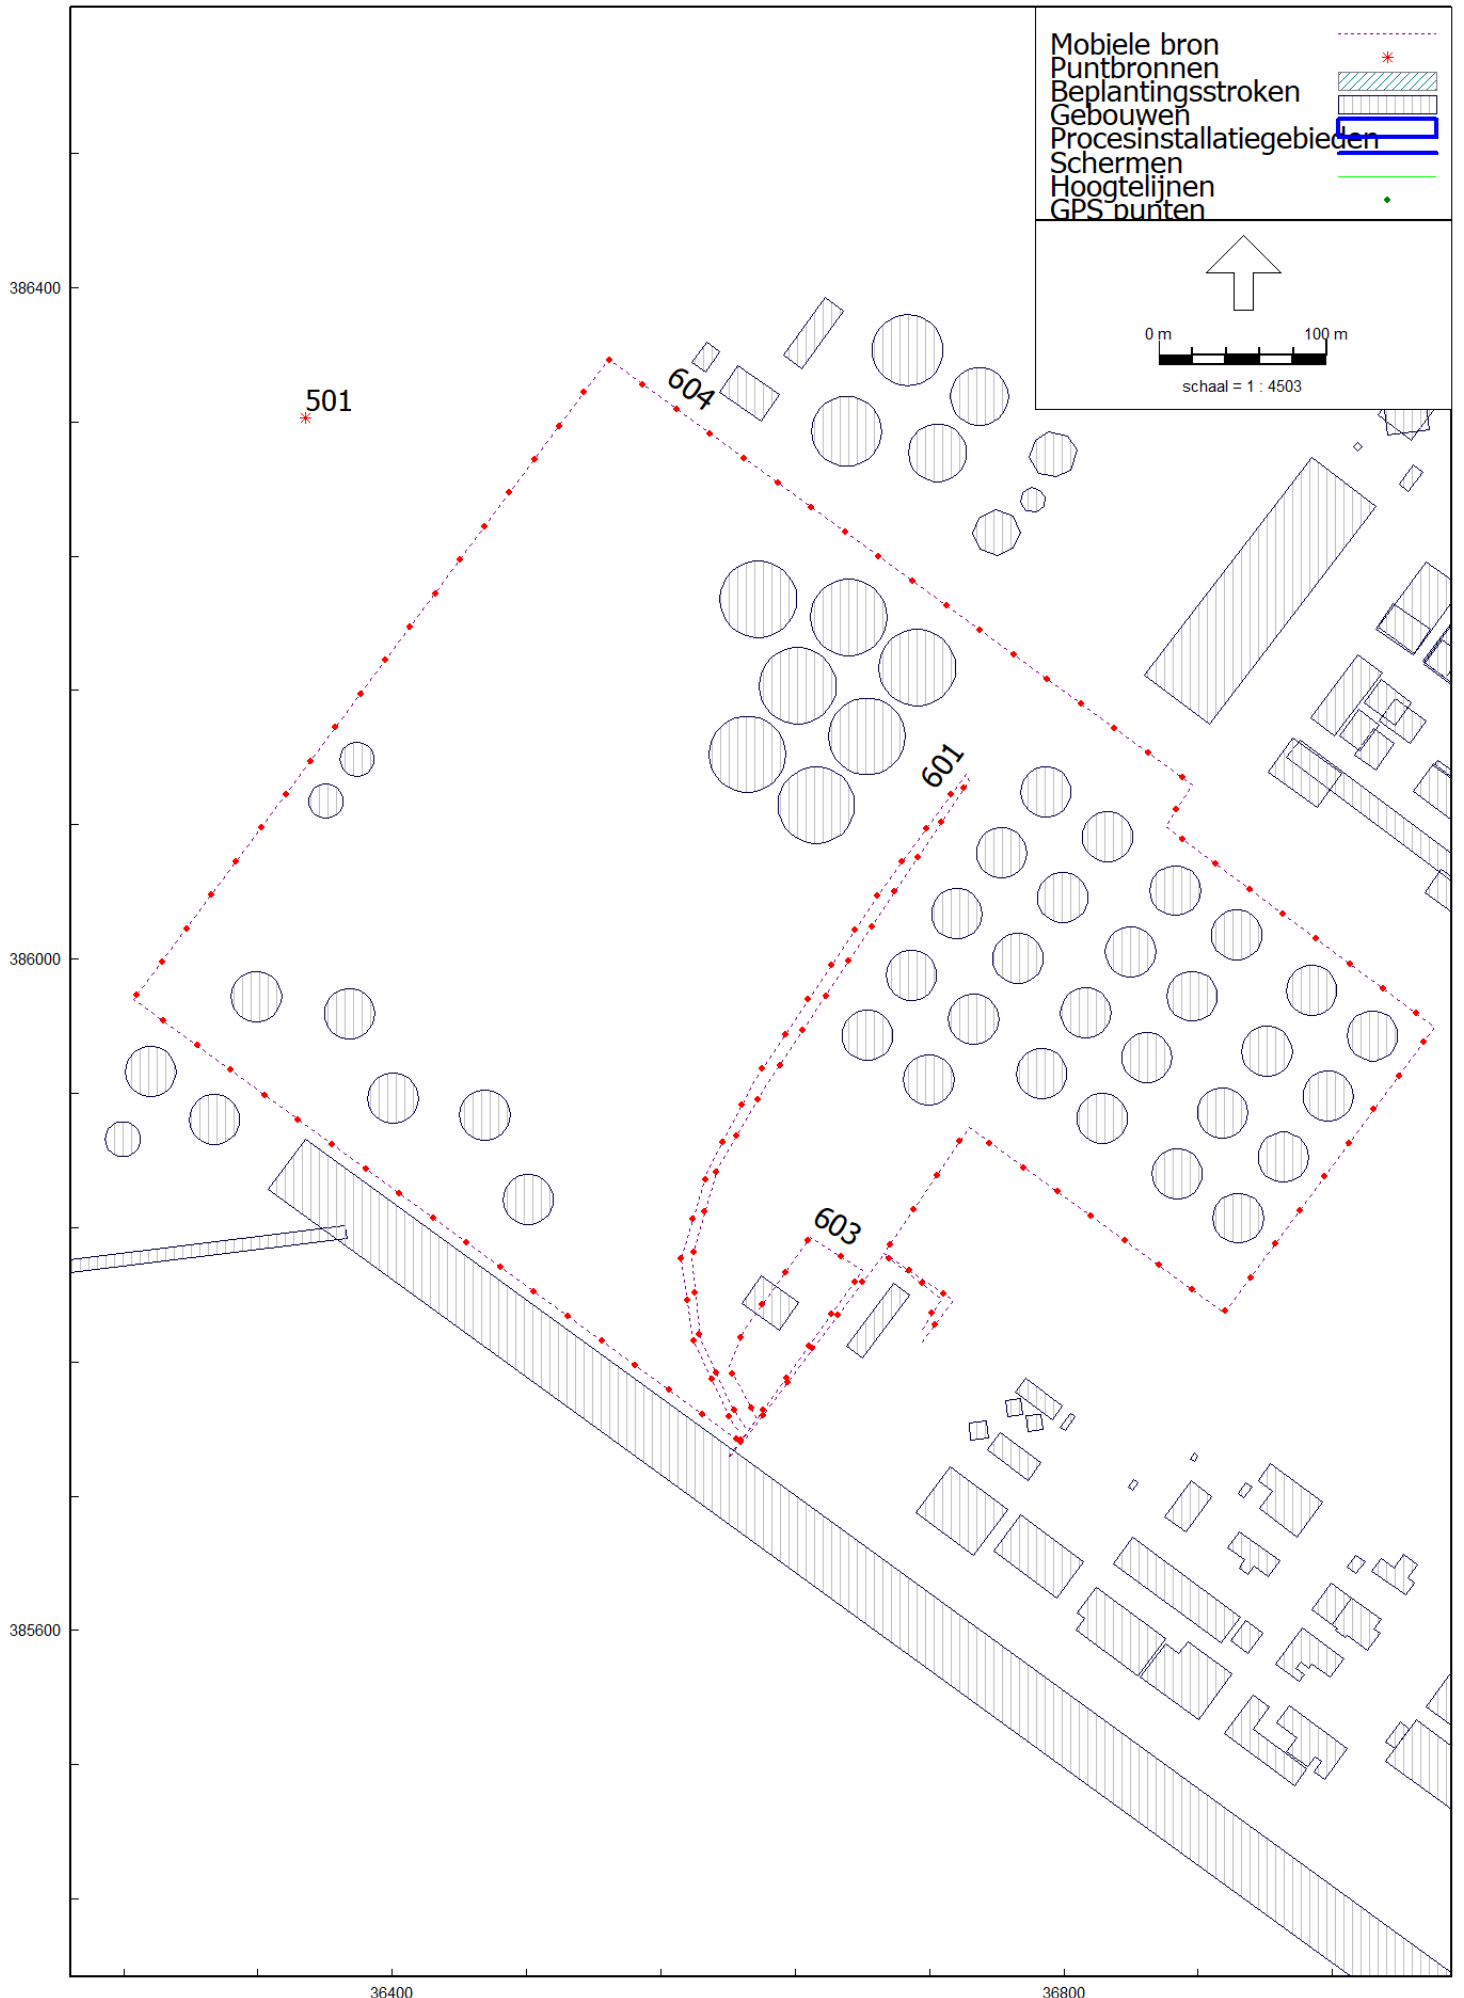 Mobiele bron
Puntbronnen
Beplantingsstroken
Gebouwen
Procesinstallatiegebieden
Schermen
Hoogtelijnen
GPS punten
0 m 100 m
schaal = 1 : 4503
386400
501
604
601
386000
603
385600
36400 36800